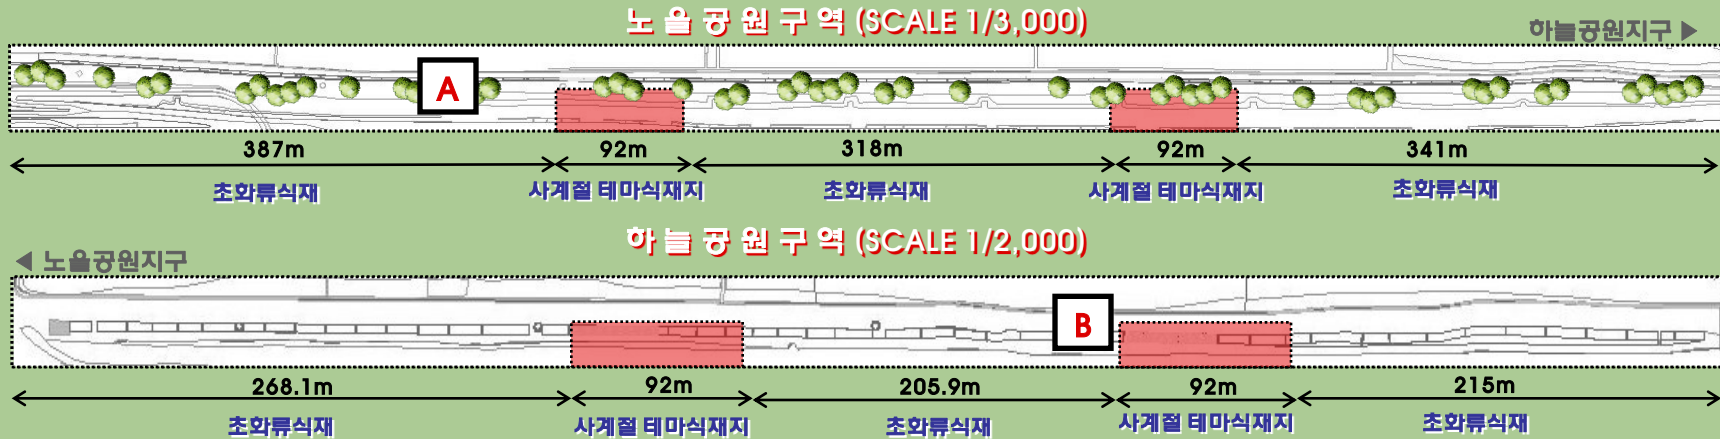 노 을 공 원 구 역 (SCALE 1/3,000)
하늘공원지구 ▶
A
387m 92m 318m 92m 341m
초화류식재 사계절 테마식재지 초화류식재 사계절 테마식재지 초화류식재
하 늘 공 원 구 역 (SCALE 1/2,000)
◀ 노을공원지구
B
268.1m 92m 205.9m 92m 215m
초화류식재 사계절 테마식재지 초화류식재 사계절 테마식재지 초화류식재